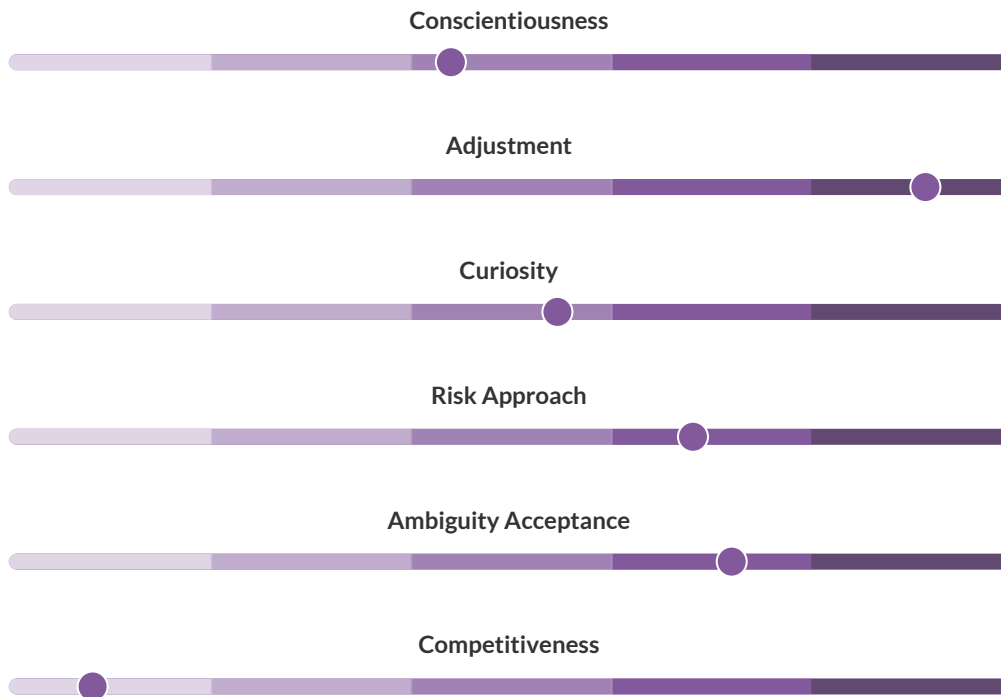 Conscientiousness
Adjustment
Curiosity
Risk Approach
Ambiguity Acceptance
Competitiveness